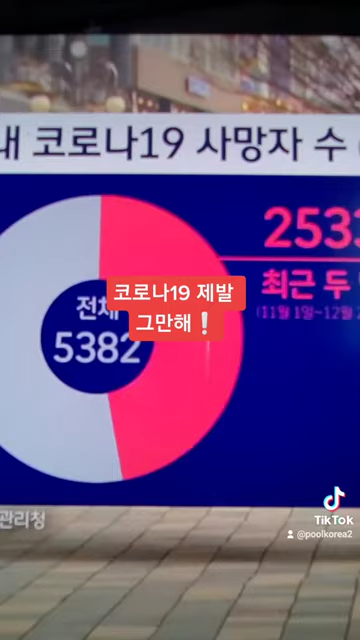 내 코로나19 사망자 수
2533
최근 두
(11월 1일~12월 2
전체
5382
코로나19 제발
그만해❗
관리청
TikTok
@poolkorea2